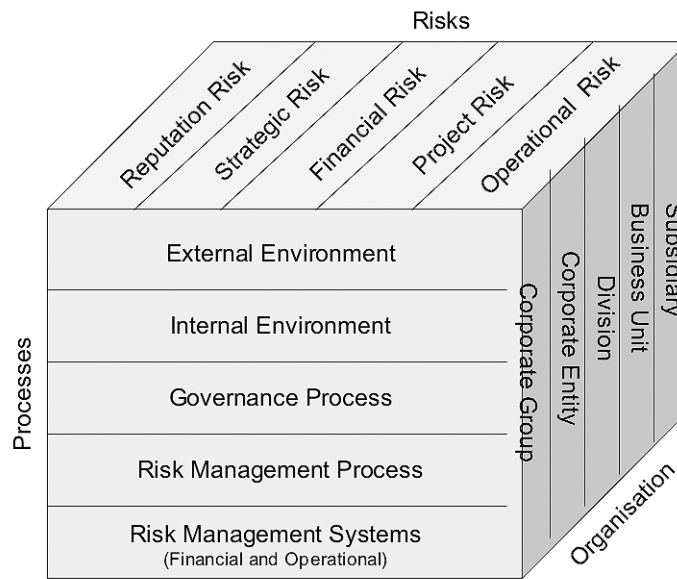 Risks
Reputation Risk
Strategic Risk
Financial Risk
Project Risk
Operational Risk
Processes
External Environment
Internal Environment
Governance Process
Risk Management Process
Risk Management Systems
(Financial and Operational)
Corporate Group
Corporate Entity
Division
Business Unit
Subsidiary
Organisation